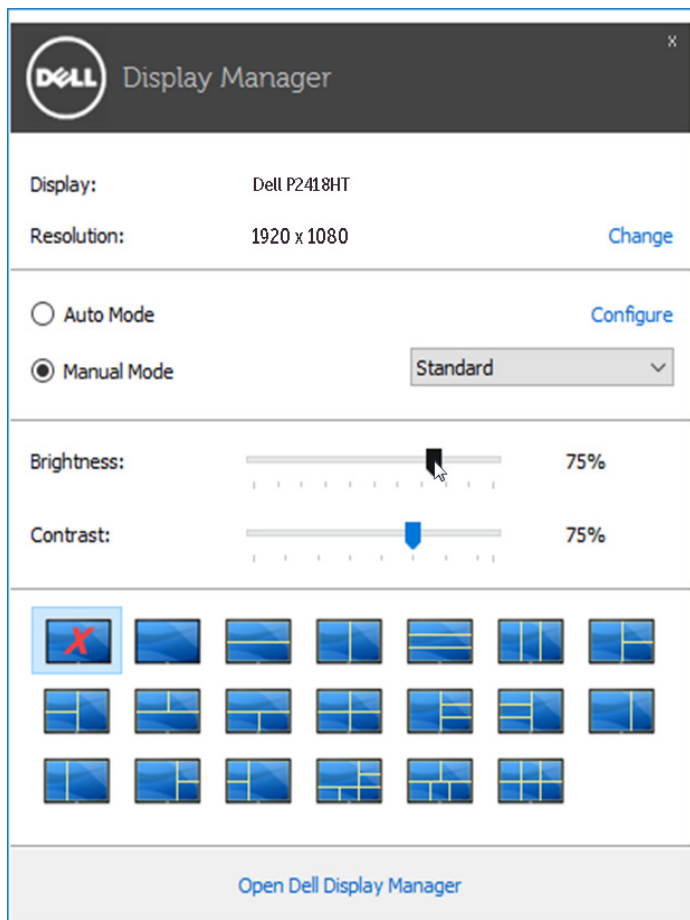 DELL Display Manager x
Display: Dell P2418HT
Resolution: 1920 x 1080 Change
Auto Mode Configure
Manual Mode Standard
Brightness: 75%
Contrast: 75%
X
Open Dell Display Manager